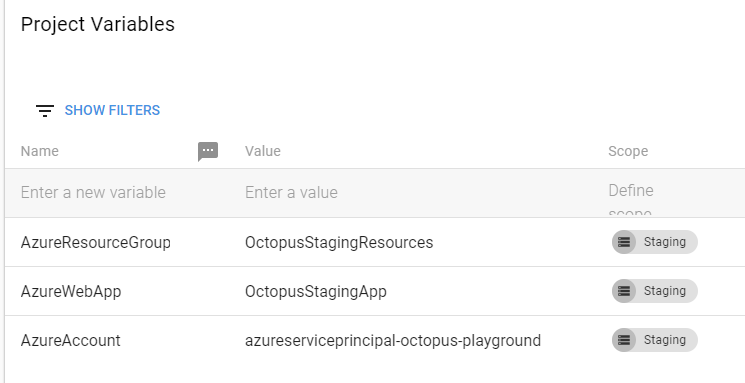 Project Variables
SHOW FILTERS
Name Value Scope
Enter a new variable Enter a value Define
scope
AzureResourceGroup OctopusStagingResources Staging
AzureWebApp OctopusStagingApp Staging
AzureAccount azureserviceprincipal-octopus-playground Staging